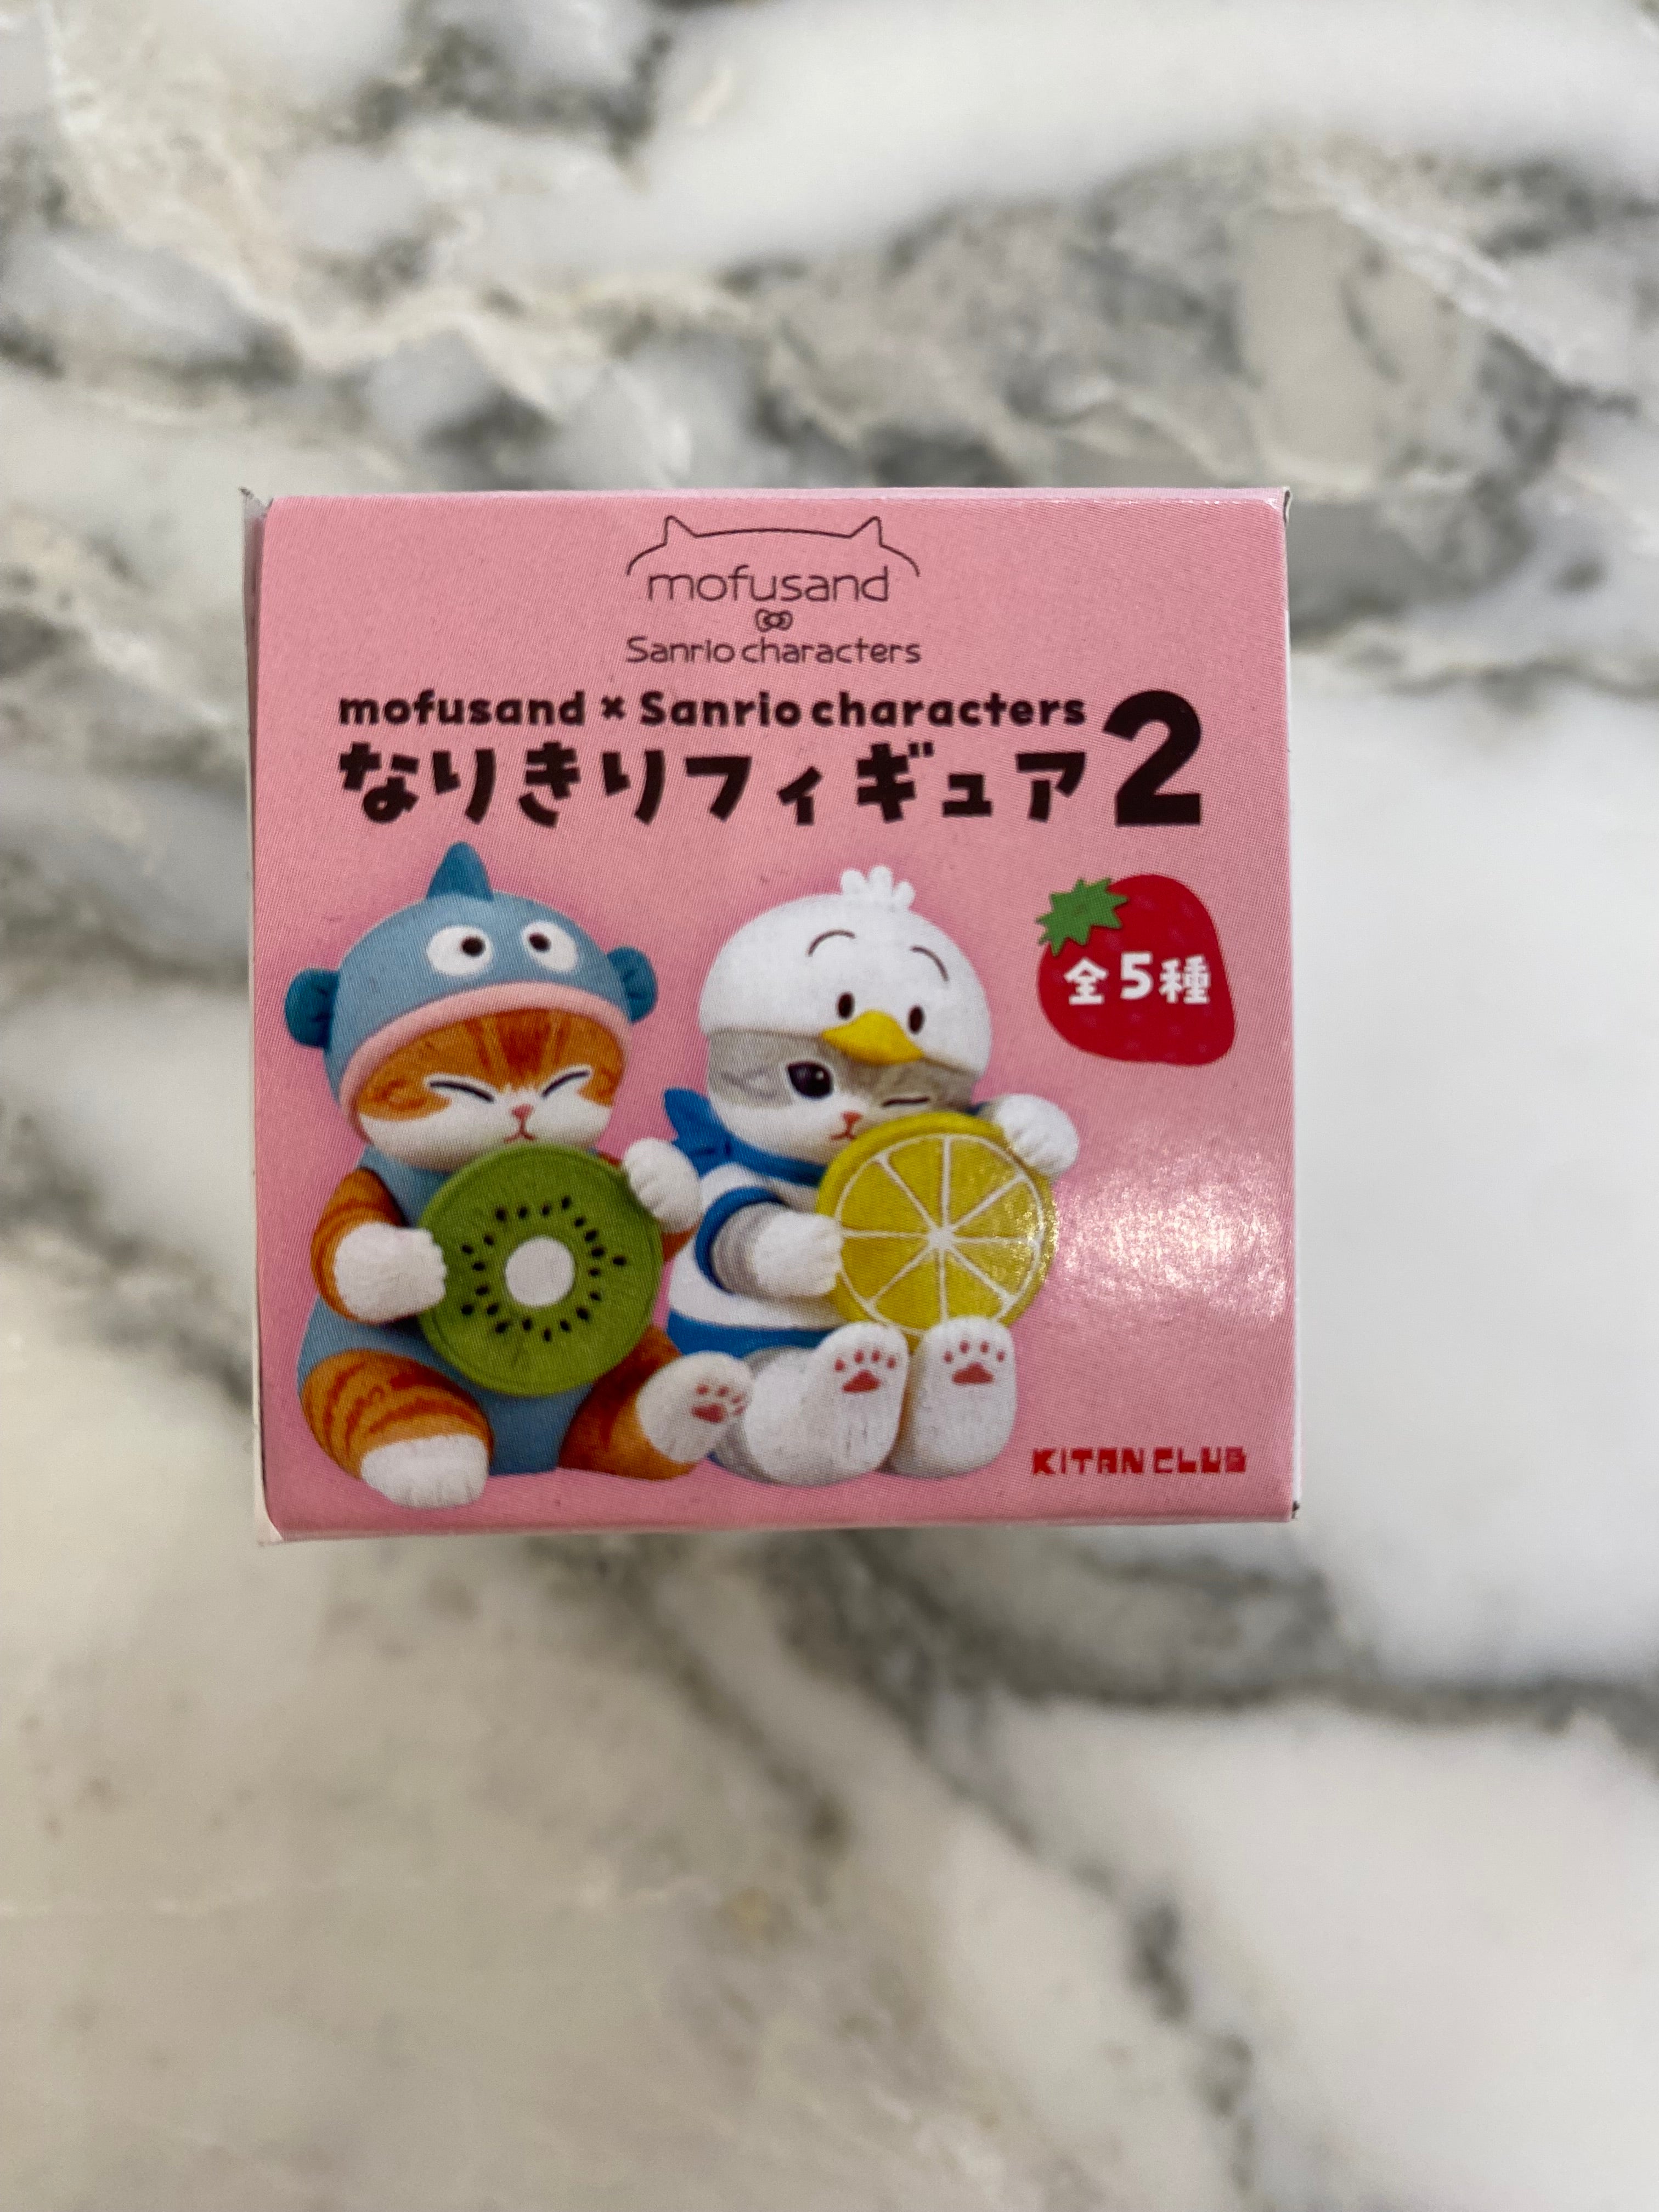 mofusand
Sanrio characters
mofusand × Sanrio characters
なりきりフィギュア2
全5種
KITAN CLUB